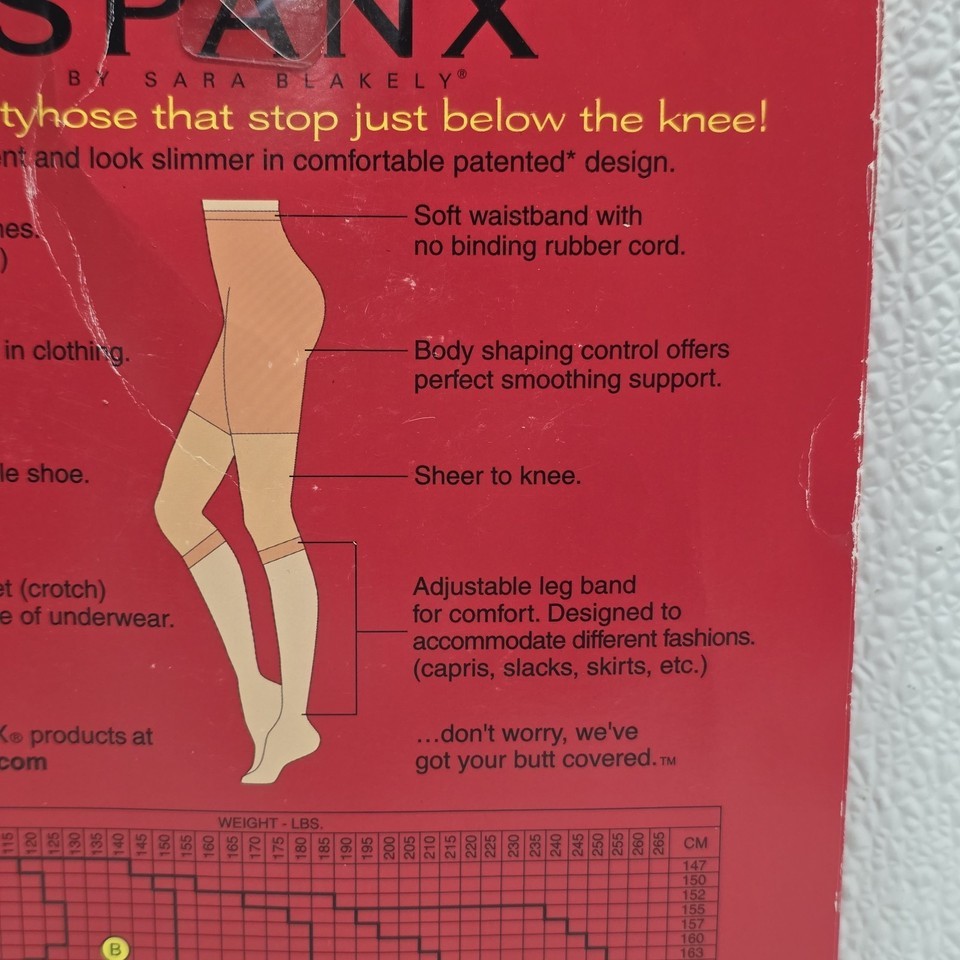 SPANX
BY SARA BLAKELY®
tyhose that stop just below the knee!
nt and look slimmer in comfortable patented* design.
Soft waistband with
no binding rubber cord.
nes.
)
Body shaping control offers
perfect smoothing support.
in clothing.
Sheer to knee.
le shoe.
Adjustable leg band
for comfort. Designed to
accommodate different fashions.
(capris, slacks, skirts, etc.)
et (crotch)
e of underwear.
X® products at
com
...don't worry, we've
got your butt covered.™
WEIGHT - LBS.
115 120 125 130 135 140 145 150 155 160 165 170 175 180 185 190 195 200 205 210 215 220 225 230 235 240 245 250 255 260 265 CM
147
150
152
155
157
160
163
B